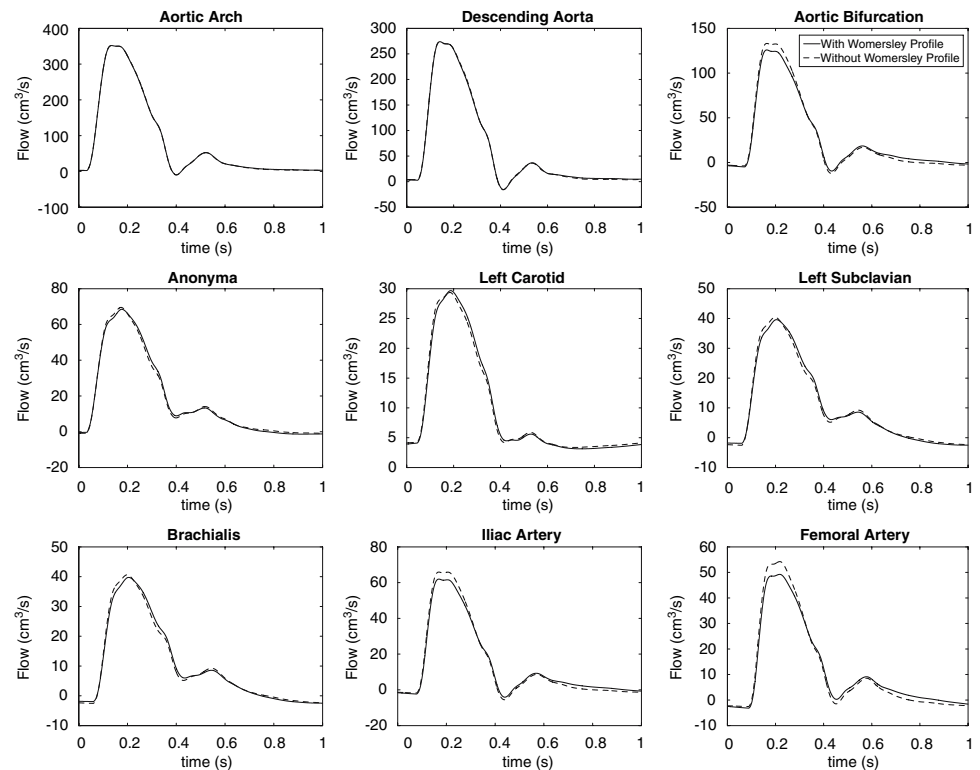 Aortic Arch
400
300
200
100
0
-100
Flow (cm³/s)
0 0.2 0.4 0.6 0.8 1
time (s)
Descending Aorta
300
250
200
150
100
50
0
-50
Flow (cm³/s)
0 0.2 0.4 0.6 0.8 1
time (s)
Aortic Bifurcation
150
100
50
0
-50
Flow (cm³/s)
With Womersley Profile
Without Womersley Profile
0 0.2 0.4 0.6 0.8 1
time (s)
Anonyma
80
60
40
20
0
-20
Flow (cm³/s)
0 0.2 0.4 0.6 0.8 1
time (s)
Left Carotid
30
25
20
15
10
5
0
Flow (cm³/s)
0 0.2 0.4 0.6 0.8 1
time (s)
Left Subclavian
50
40
30
20
10
0
-10
Flow (cm³/s)
0 0.2 0.4 0.6 0.8 1
time (s)
Brachialis
50
40
30
20
10
0
-10
Flow (cm³/s)
0 0.2 0.4 0.6 0.8 1
time (s)
Iliac Artery
80
60
40
20
0
-20
Flow (cm³/s)
0 0.2 0.4 0.6 0.8 1
time (s)
Femoral Artery
60
50
40
30
20
10
0
-10
Flow (cm³/s)
0 0.2 0.4 0.6 0.8 1
time (s)